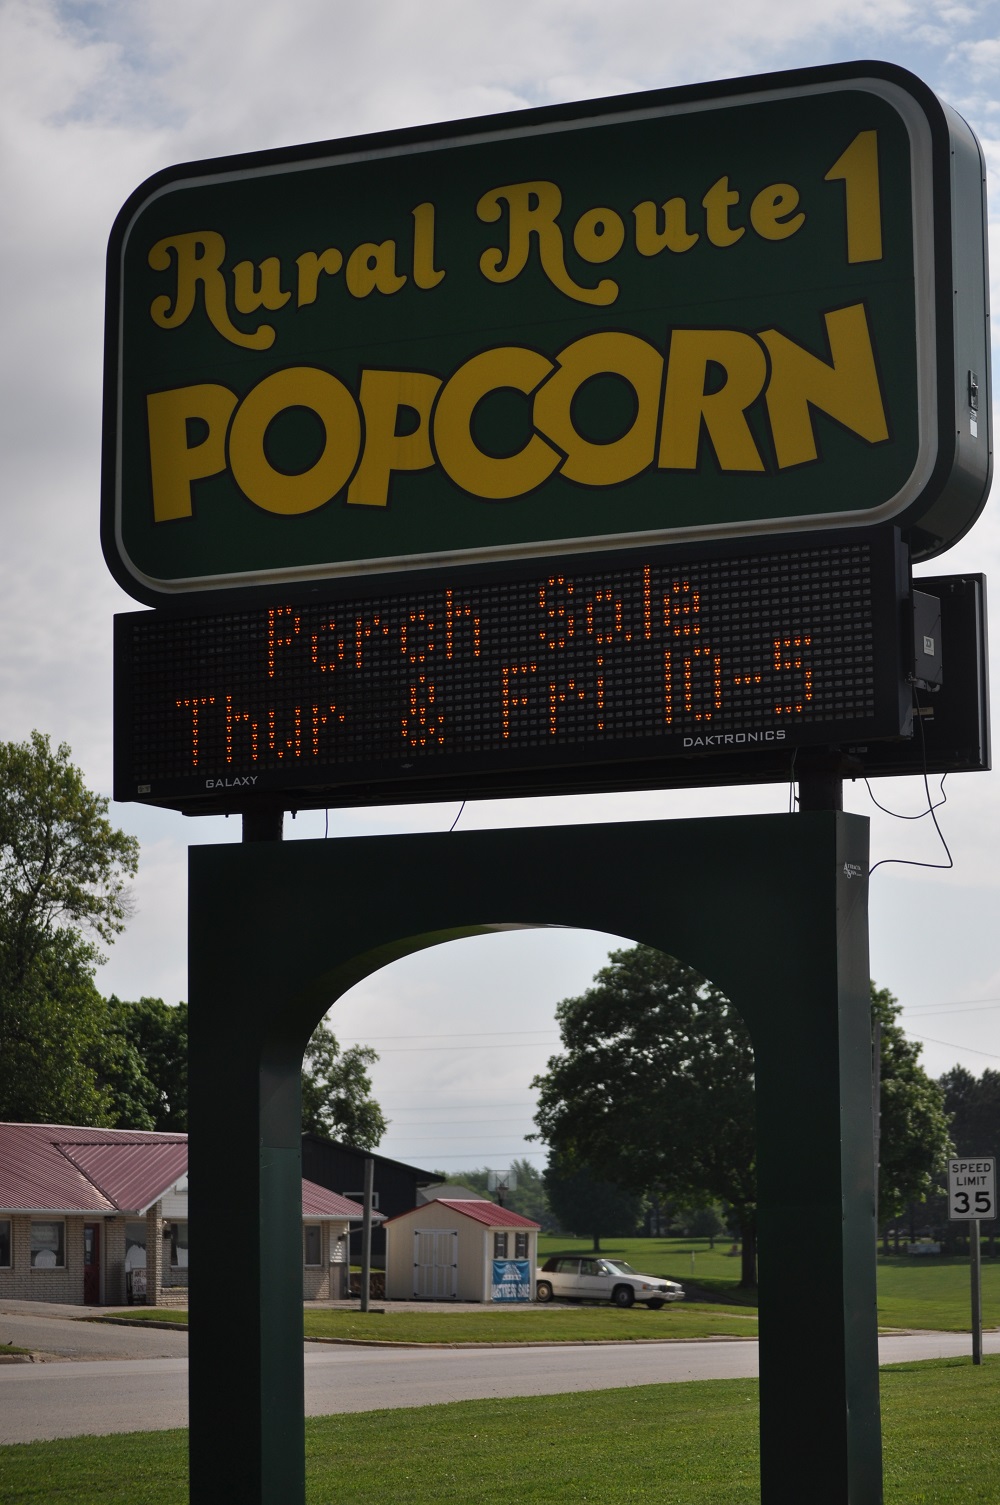 Rural Route 1
POPCORN
Porch Sale
Thur & Fri 10-5
GALAXY
DAKTRONICS
SPEED
LIMIT
35